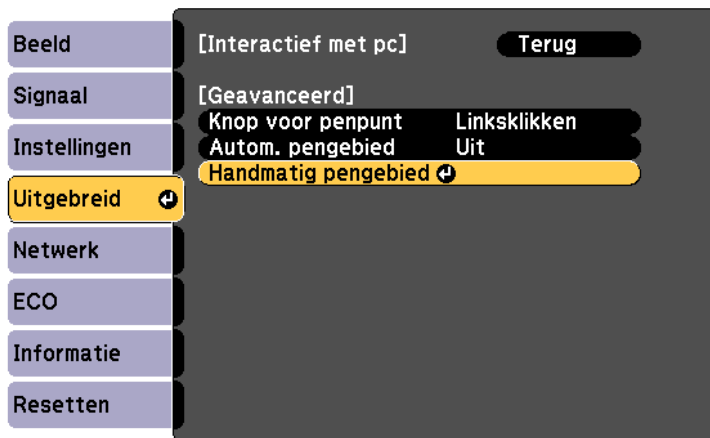 Beeld
Signaal
Instellingen
Uitgebreid
Netwerk
ECO
Informatie
Resetten
[Interactief met pc] Terug
[Geavanceerd]
Knop voor penpunt Linksklikken
Autom. pengebied Uit
Handmatig pengebied